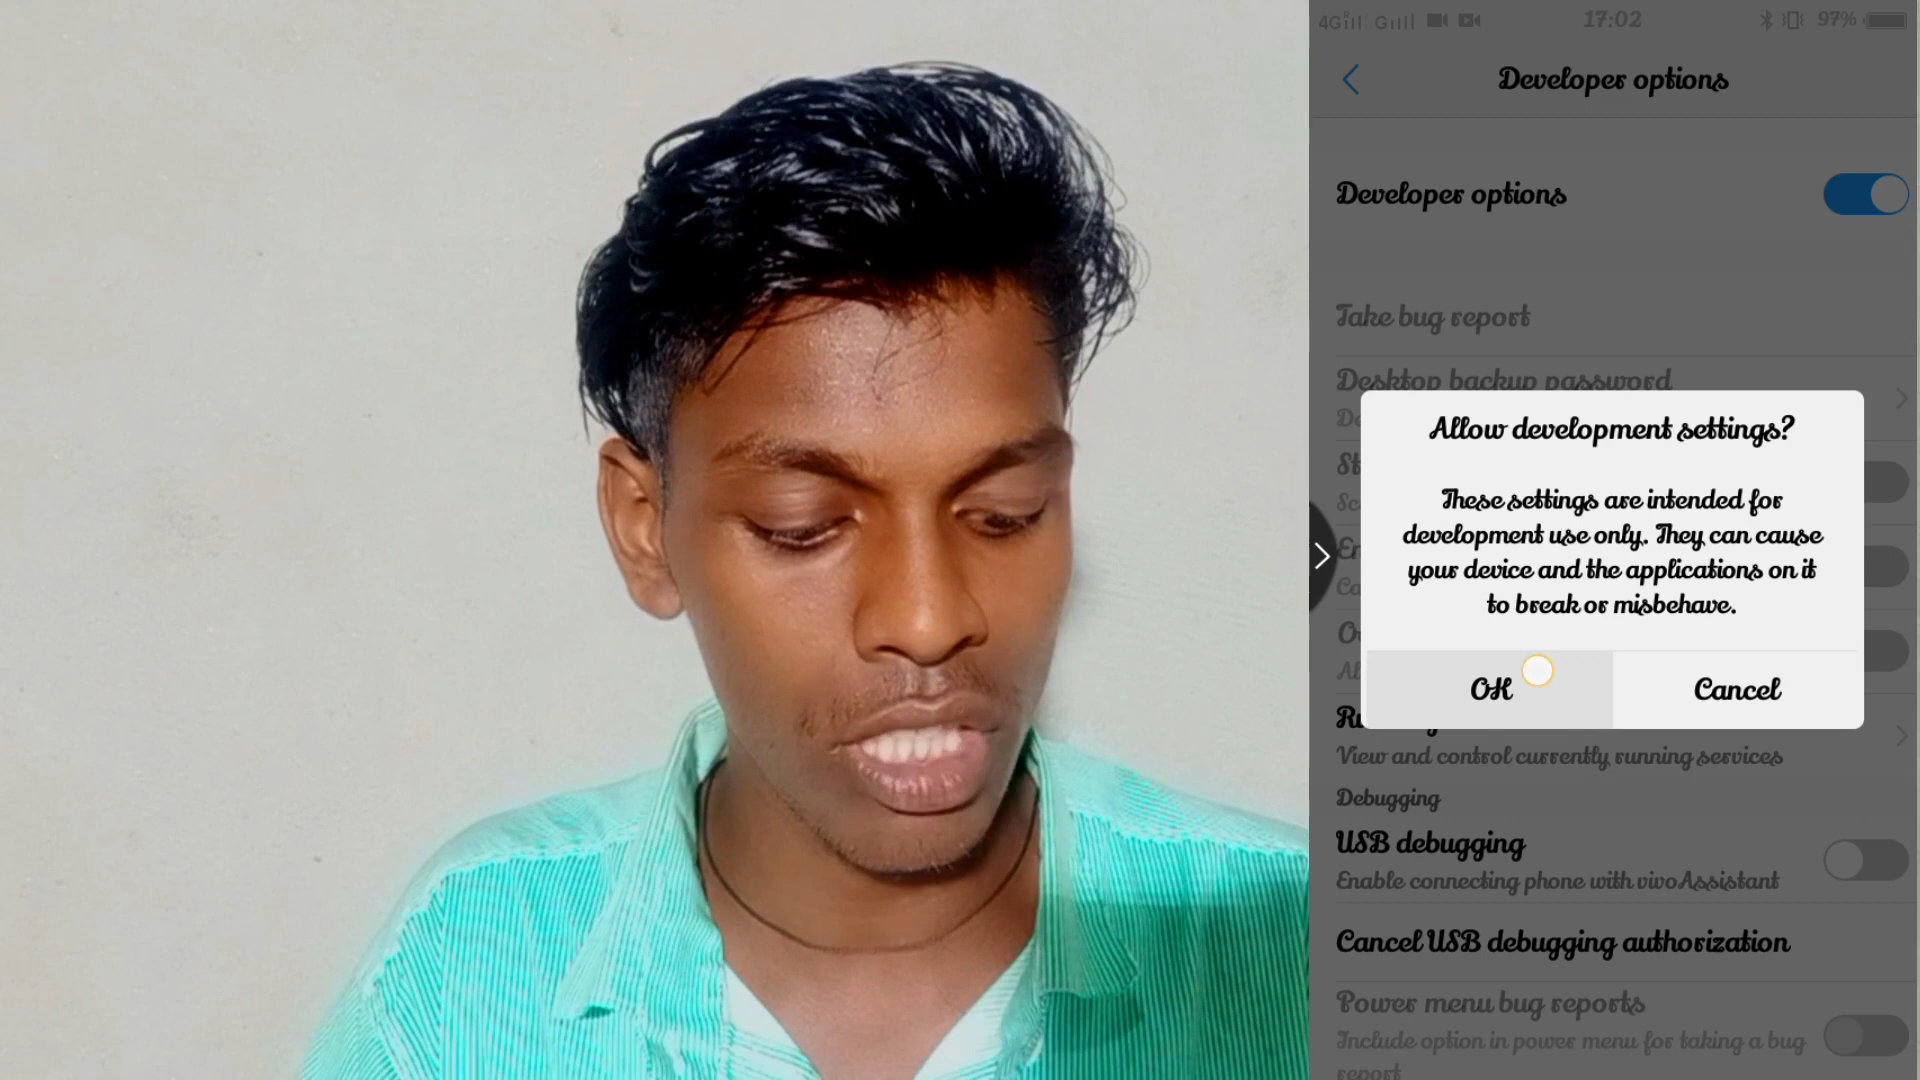 4G R G 17:02 97%
Developer options
Developer options
Take bug report
Desktop backup password
Allow development settings?
These settings are intended for
development use only. They can cause
your device and the applications on it
to break or misbehave.
OK Cancel
View and control currently running services
Debugging
USB debugging
Enable connecting phone with vivoAssistant
Cancel USB debugging authorization
Power menu bug reports
Include option in power menu for taking a bug
report